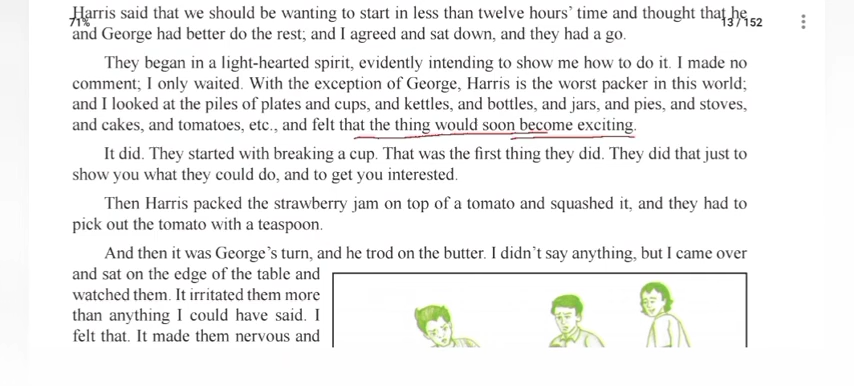 Harris said that we should be wanting to start in less than twelve hours’ time and thought that he
71%
13 / 152
and George had better do the rest; and I agreed and sat down, and they had a go.
They began in a light-hearted spirit, evidently intending to show me how to do it. I made no
comment; I only waited. With the exception of George, Harris is the worst packer in this world;
and I looked at the piles of plates and cups, and kettles, and bottles, and jars, and pies, and stoves,
and cakes, and tomatoes, etc., and felt that the thing would soon become exciting.
It did. They started with breaking a cup. That was the first thing they did. They did that just to
show you what they could do, and to get you interested.
Then Harris packed the strawberry jam on top of a tomato and squashed it, and they had to
pick out the tomato with a teaspoon.
And then it was George’s turn, and he trod on the butter. I didn’t say anything, but I came over
and sat on the edge of the table and
watched them. It irritated them more
than anything I could have said. I
felt that. It made them nervous and